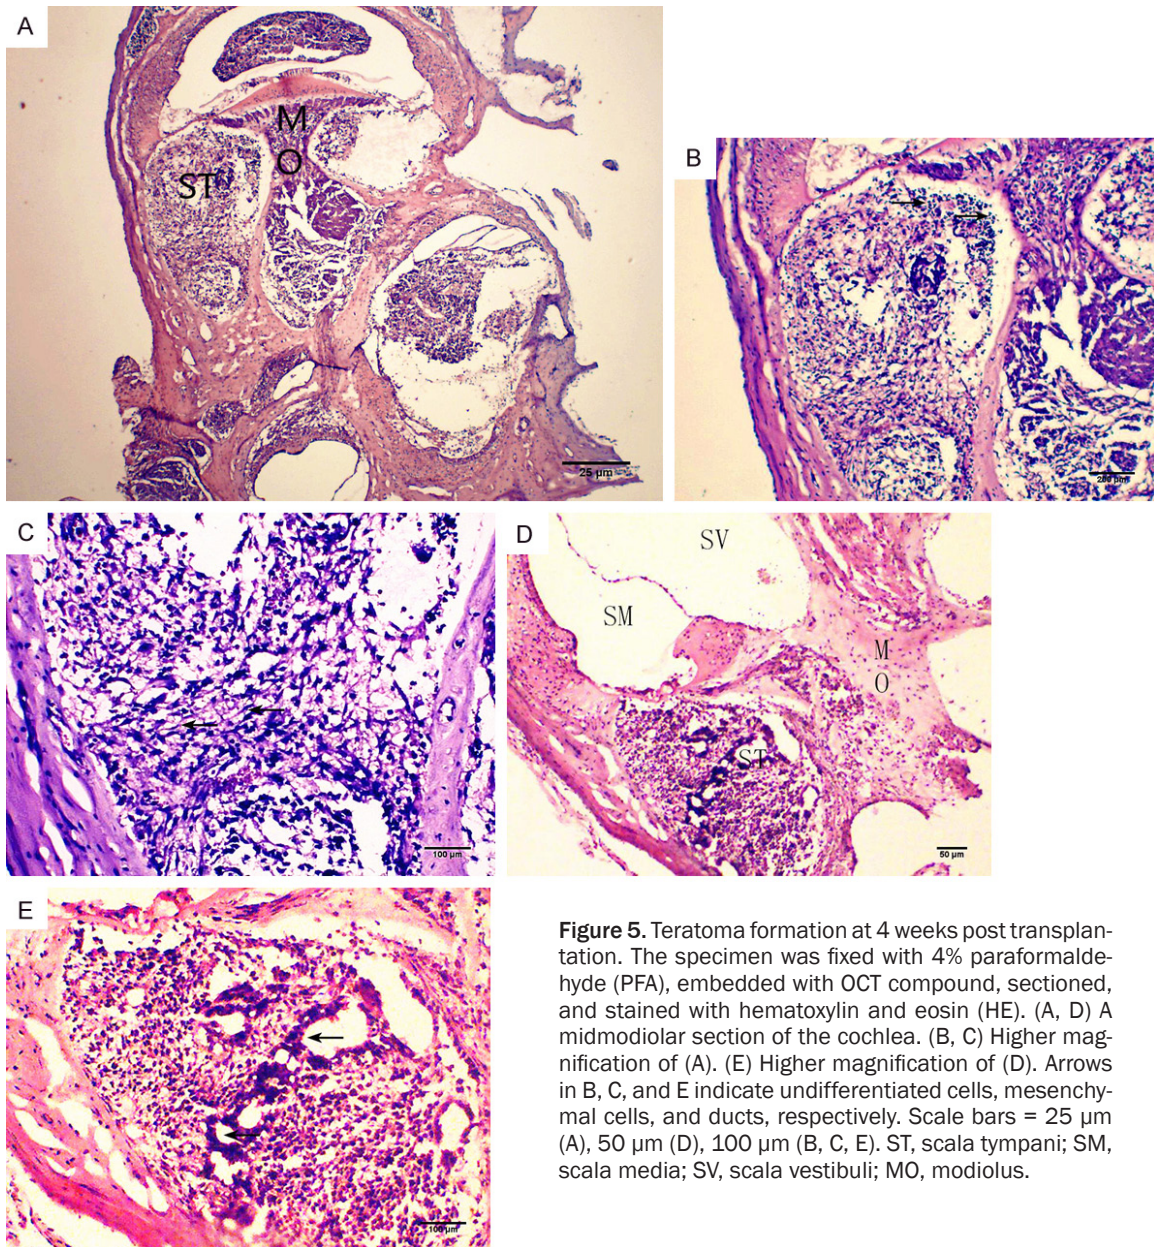 A
M
O
ST
25 µm
B
200 µm
C
100 µm
D
SV
SM
M
O
ST
50 µm
E
100 µm
Figure 5. Teratoma formation at 4 weeks post transplan-
tation. The specimen was fixed with 4% paraformalde-
hyde (PFA), embedded with OCT compound, sectioned,
and stained with hematoxylin and eosin (HE). (A, D) A
midmodiolar section of the cochlea. (B, C) Higher mag-
nification of (A). (E) Higher magnification of (D). Arrows
in B, C, and E indicate undifferentiated cells, mesenchy-
mal cells, and ducts, respectively. Scale bars = 25 µm
(A), 50 µm (D), 100 µm (B, C, E). ST, scala tympani; SM,
scala media; SV, scala vestibuli; MO, modiolus.